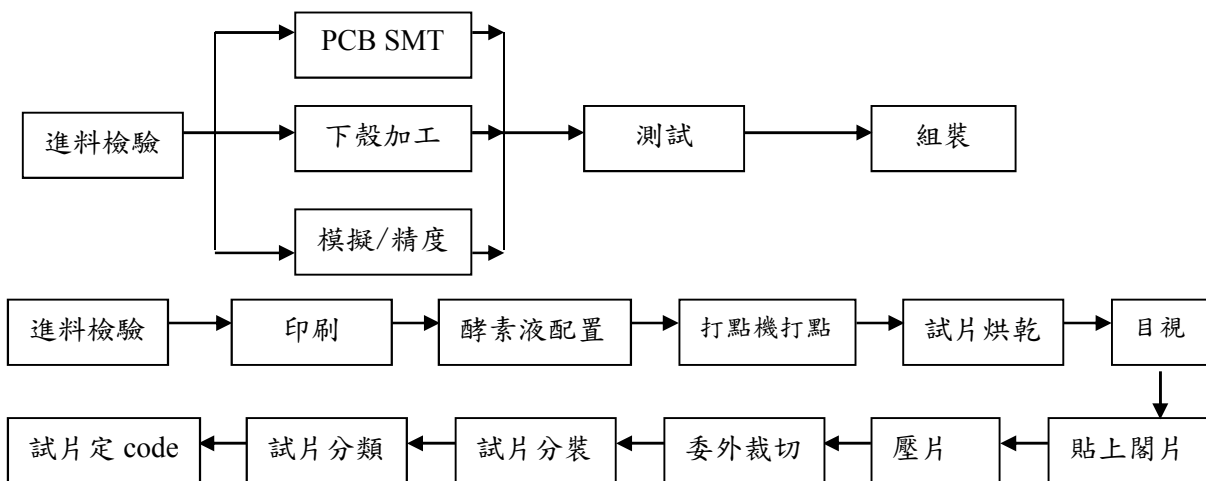 PCB SMT
進料檢驗
下殼加工
測試
組裝
模擬/精度
進料檢驗
印刷
酵素液配置
打點機打點
試片烘乾
目視
試片定 code
試片分類
試片分裝
委外裁切
壓片
貼上閣片